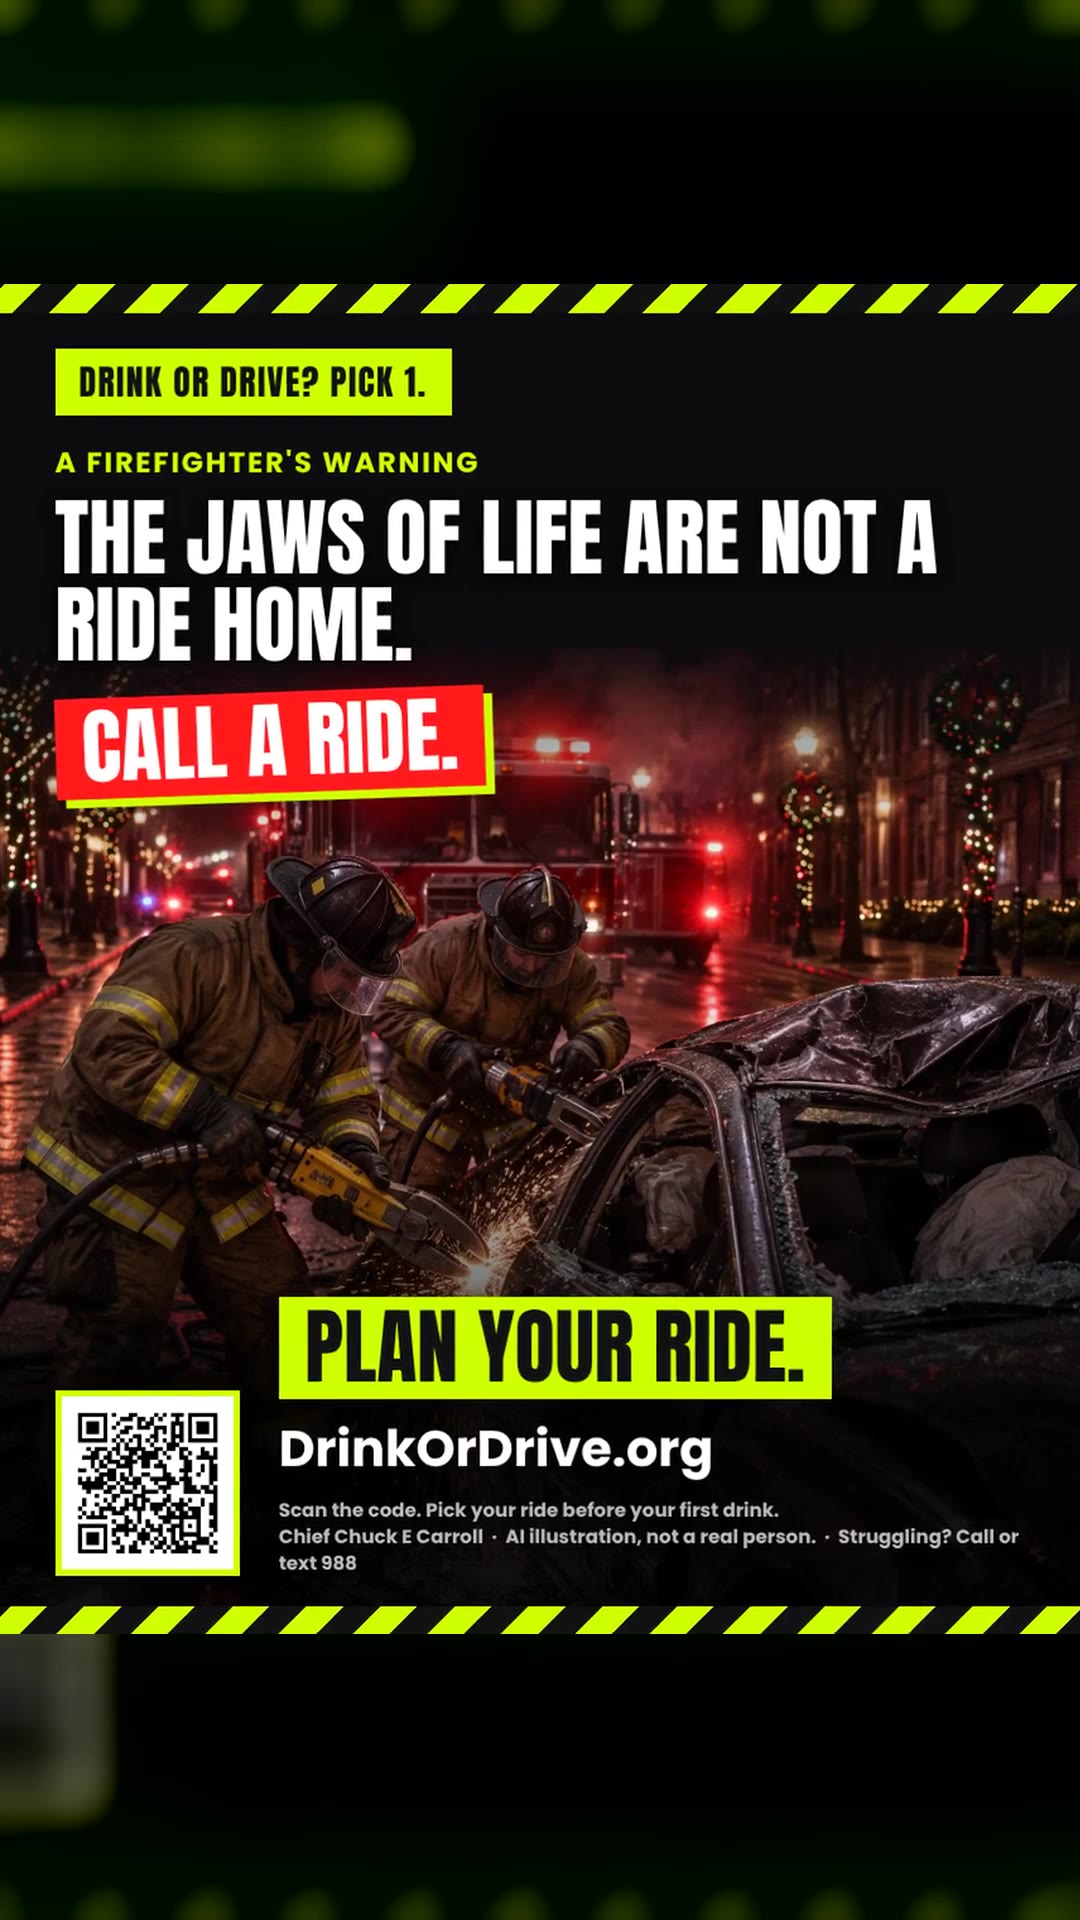 DRINK OR DRIVE? PICK 1.
A FIREFIGHTER'S WARNING
THE JAWS OF LIFE ARE NOT A
RIDE HOME.
CALL A RIDE.
PLAN YOUR RIDE.
DrinkOrDrive.org
Scan the code. Pick your ride before your first drink.
Chief Chuck E Carroll · AI illustration, not a real person. · Struggling? Call or
text 988